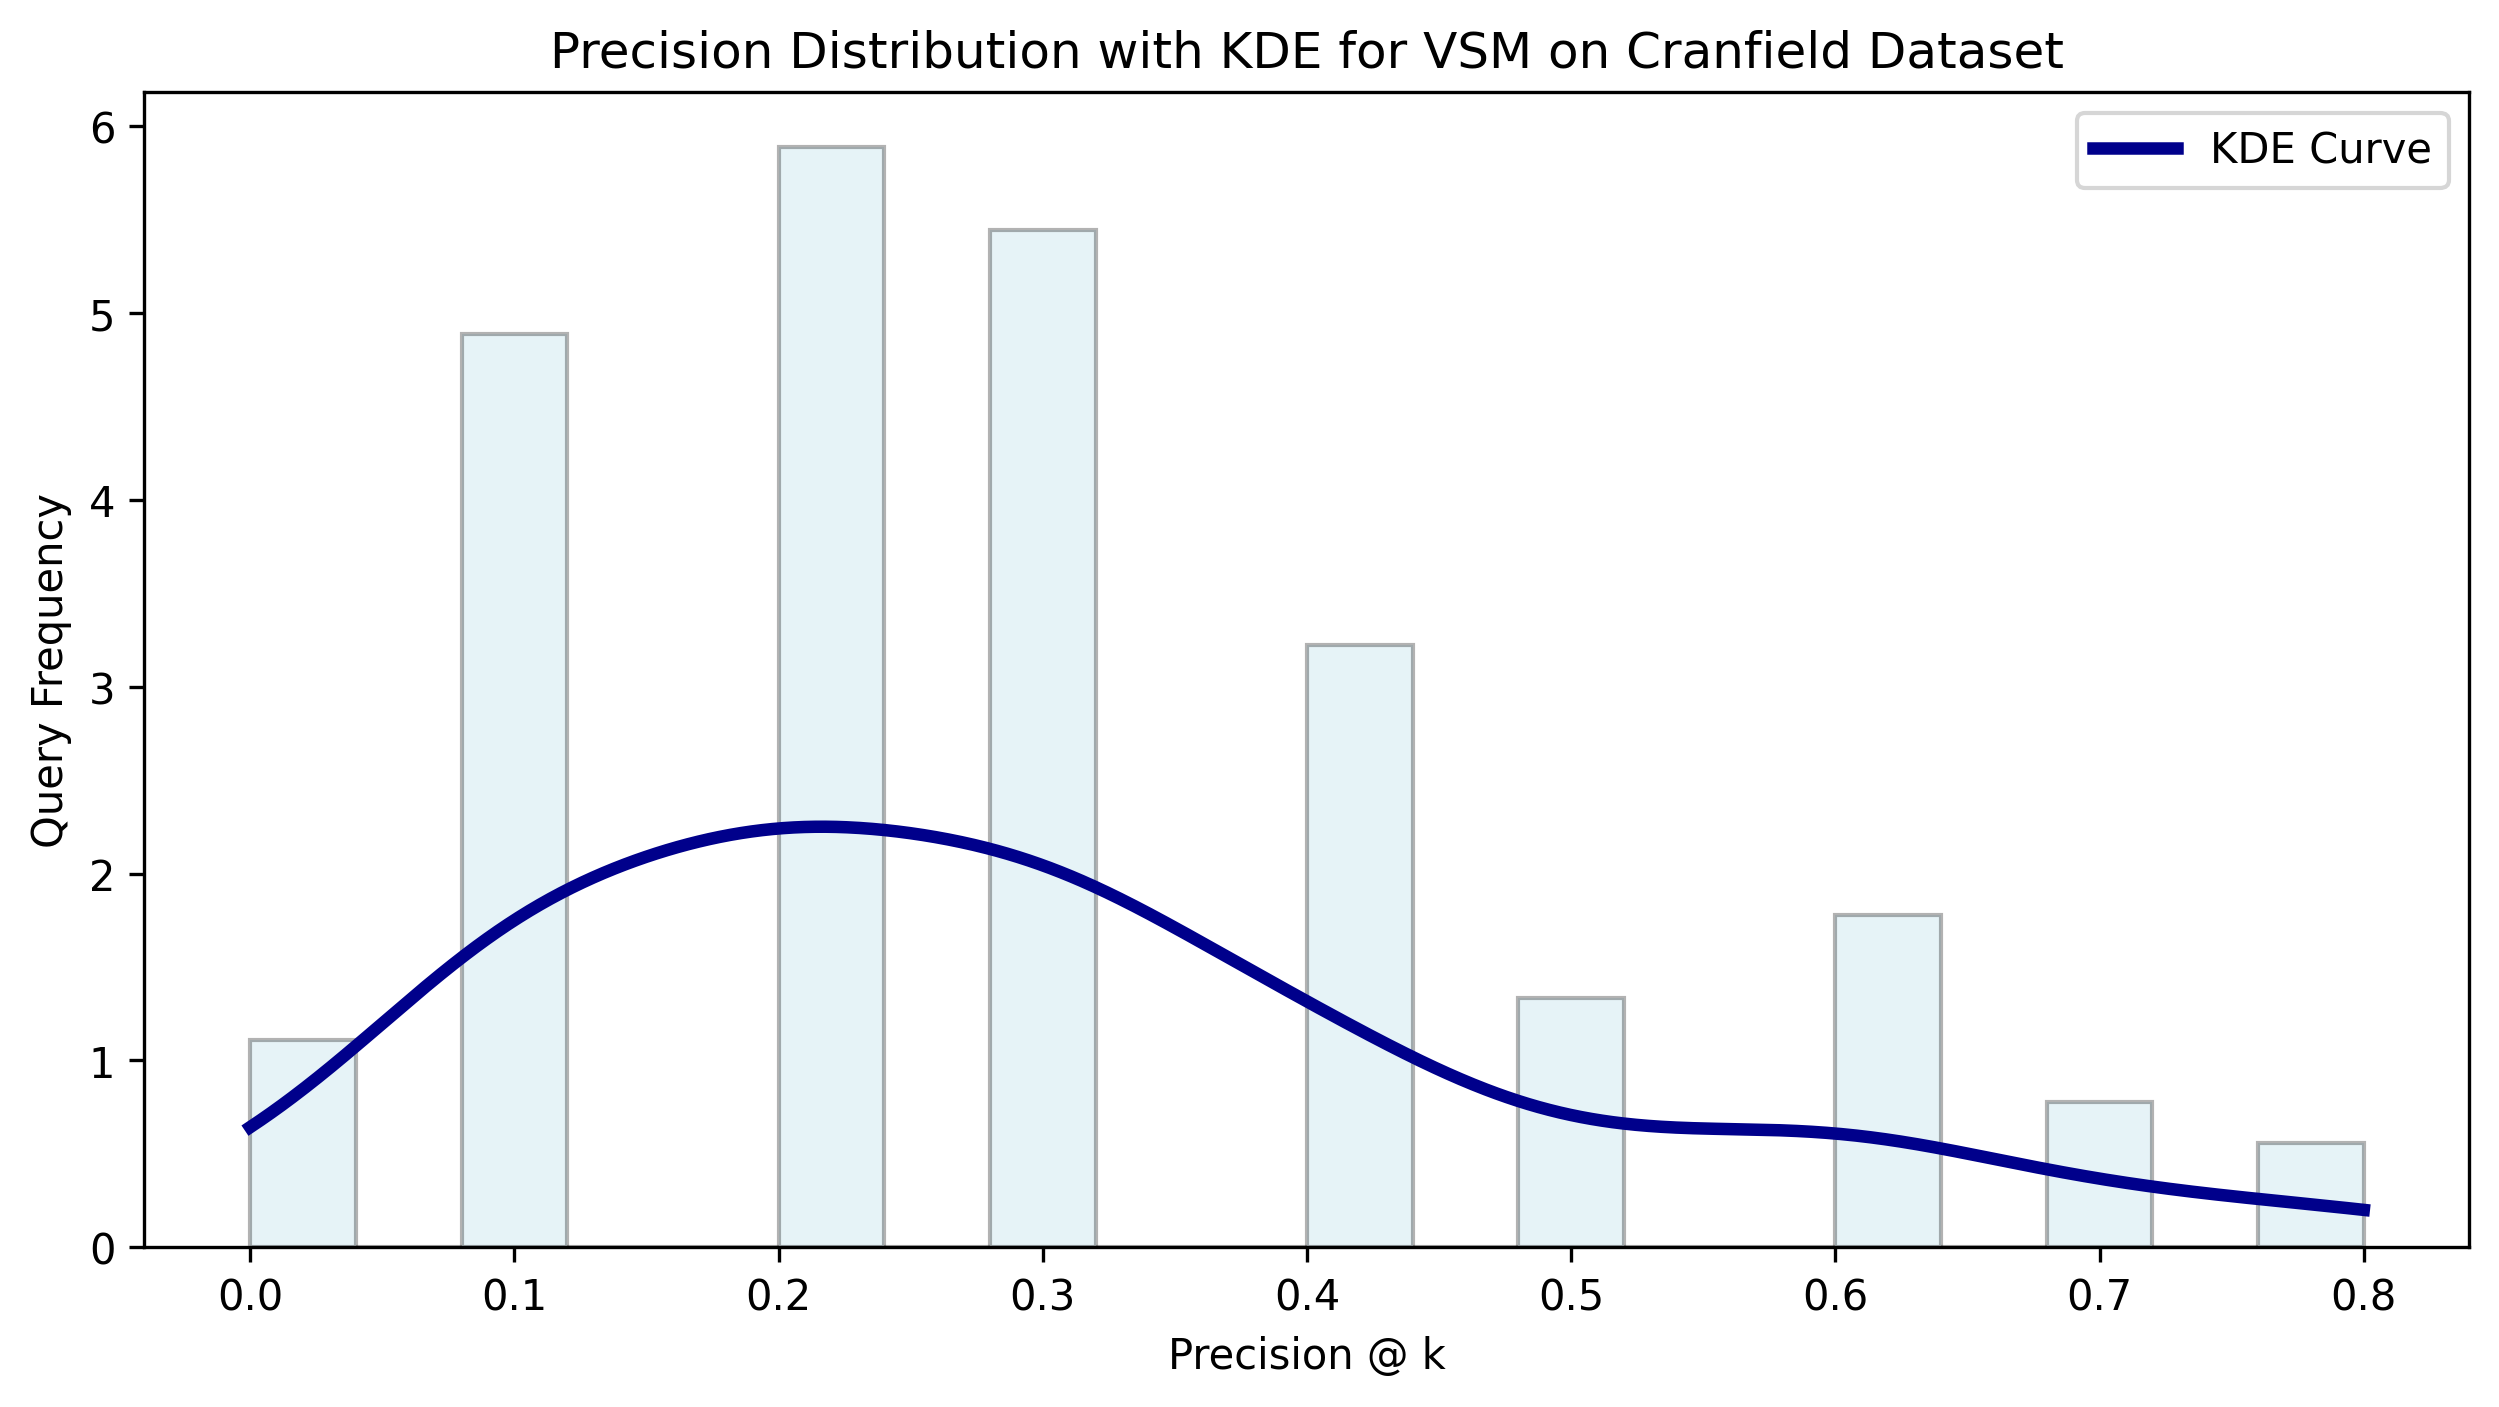 Precision Distribution with KDE for VSM on Cranfield Dataset
KDE Curve
Query Frequency
6
5
4
3
2
1
0
0.0 0.1 0.2 0.3 0.4 0.5 0.6 0.7 0.8
Precision @ k